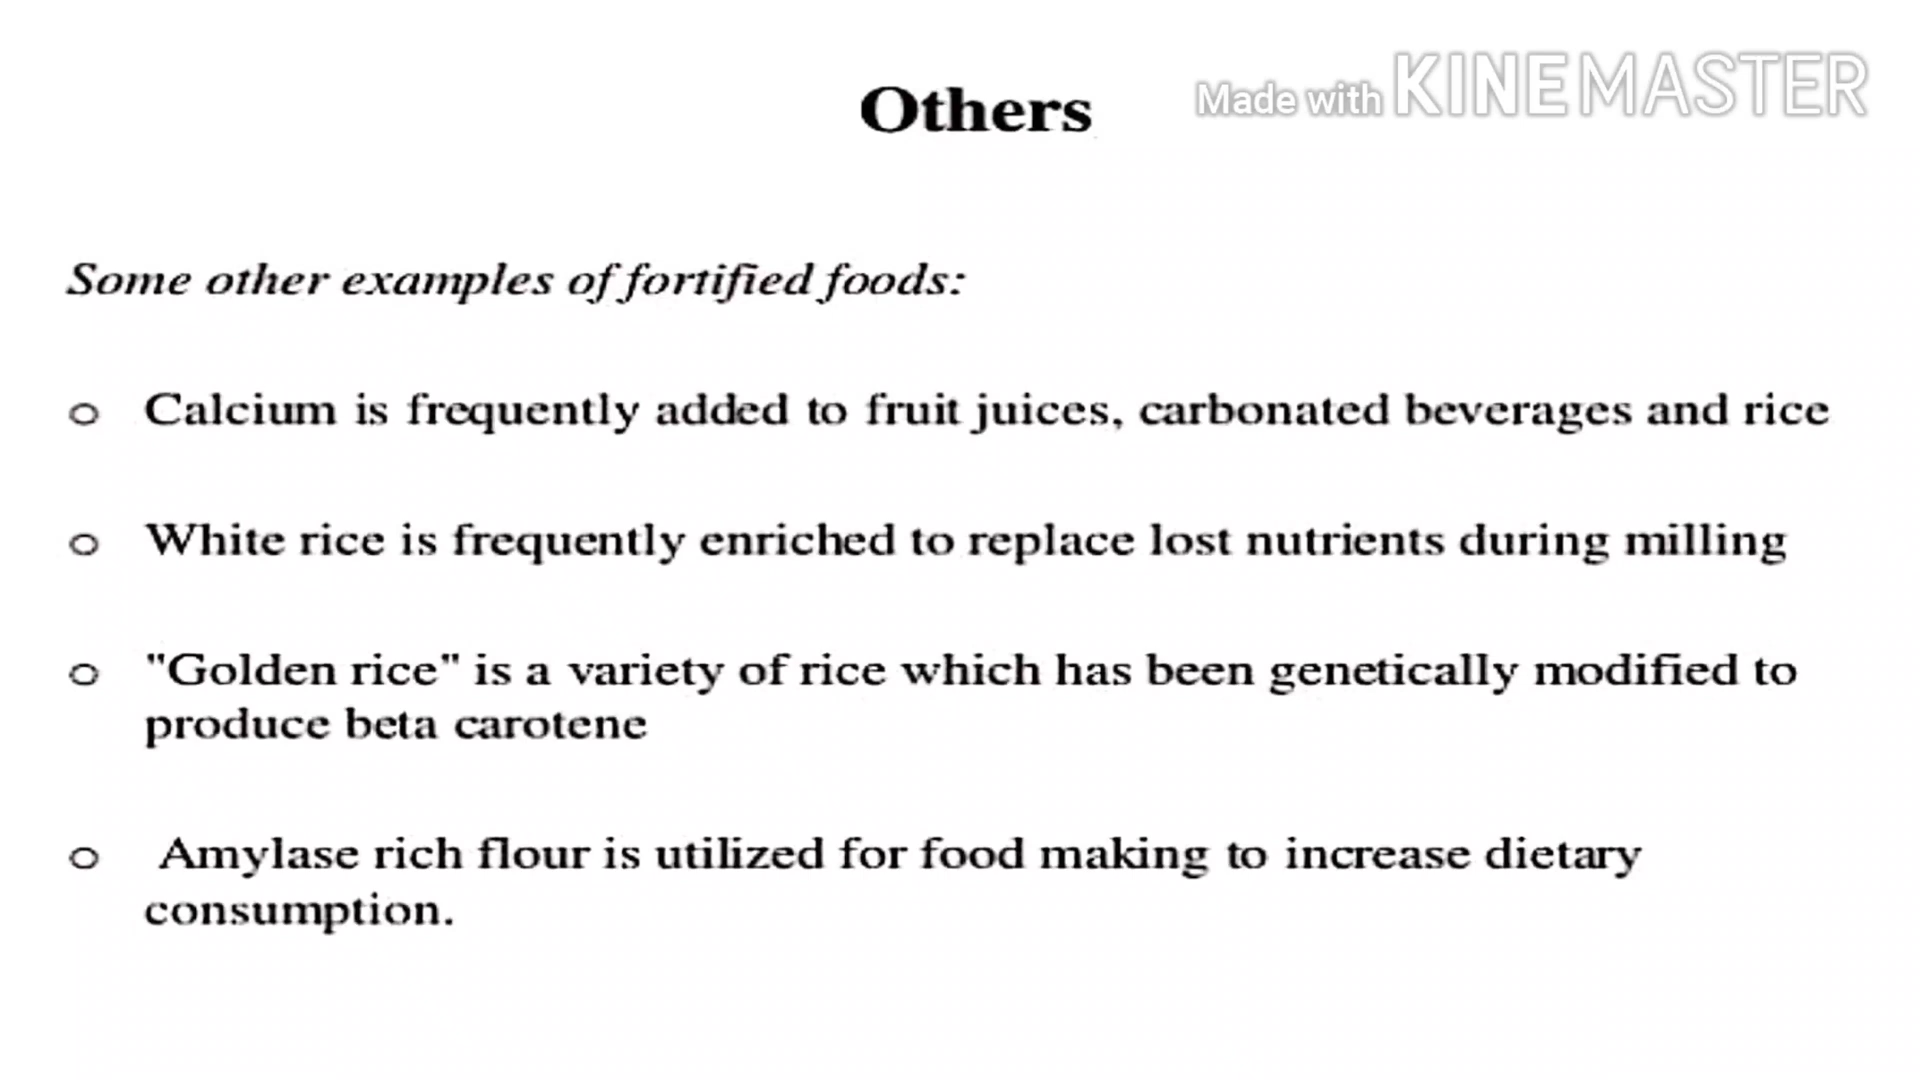 Made with KINEMASTER
Others
Some other examples of fortified foods:
o Calcium is frequently added to fruit juices, carbonated beverages and rice
o White rice is frequently enriched to replace lost nutrients during milling
o "Golden rice" is a variety of rice which has been genetically modified to
produce beta carotene
o Amylase rich flour is utilized for food making to increase dietary
consumption.